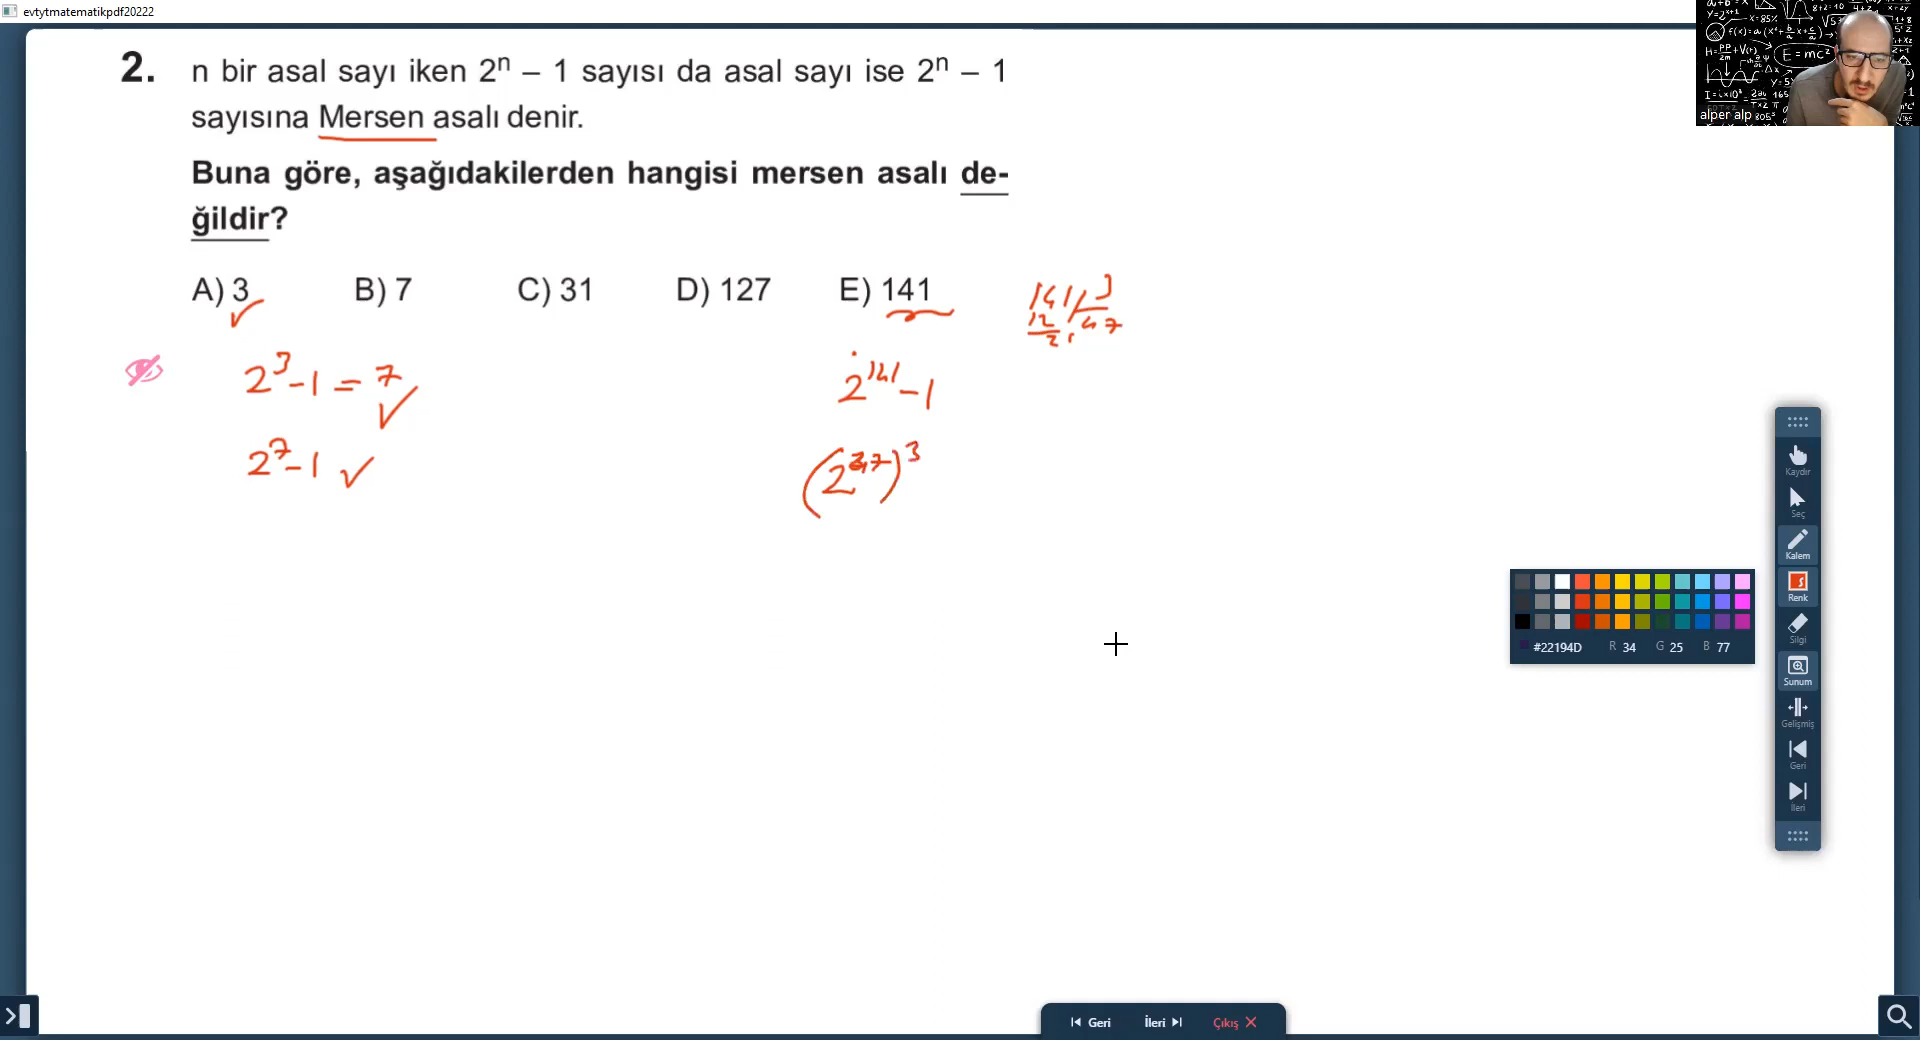 evtytmatematikpdf20222
2. n bir asal sayı iken 2ⁿ – 1 sayısı da asal sayı ise 2ⁿ – 1
sayısına Mersen asalı denir.
Buna göre, aşağıdakilerden hangisi mersen asalı de-
ğildir?
A) 3 B) 7 C) 31 D) 127 E) 141
141 3
12 47
21
2³-1 = 7
2⁷-1
2¹⁴¹-1
alper alp
E=mc²
Kaydır
Seç
Kalem
Renk
Silgi
Sunum
Gelişmiş
Geri
İleri
#22194D R 34 G 25 B 77
Geri İleri Çıkış